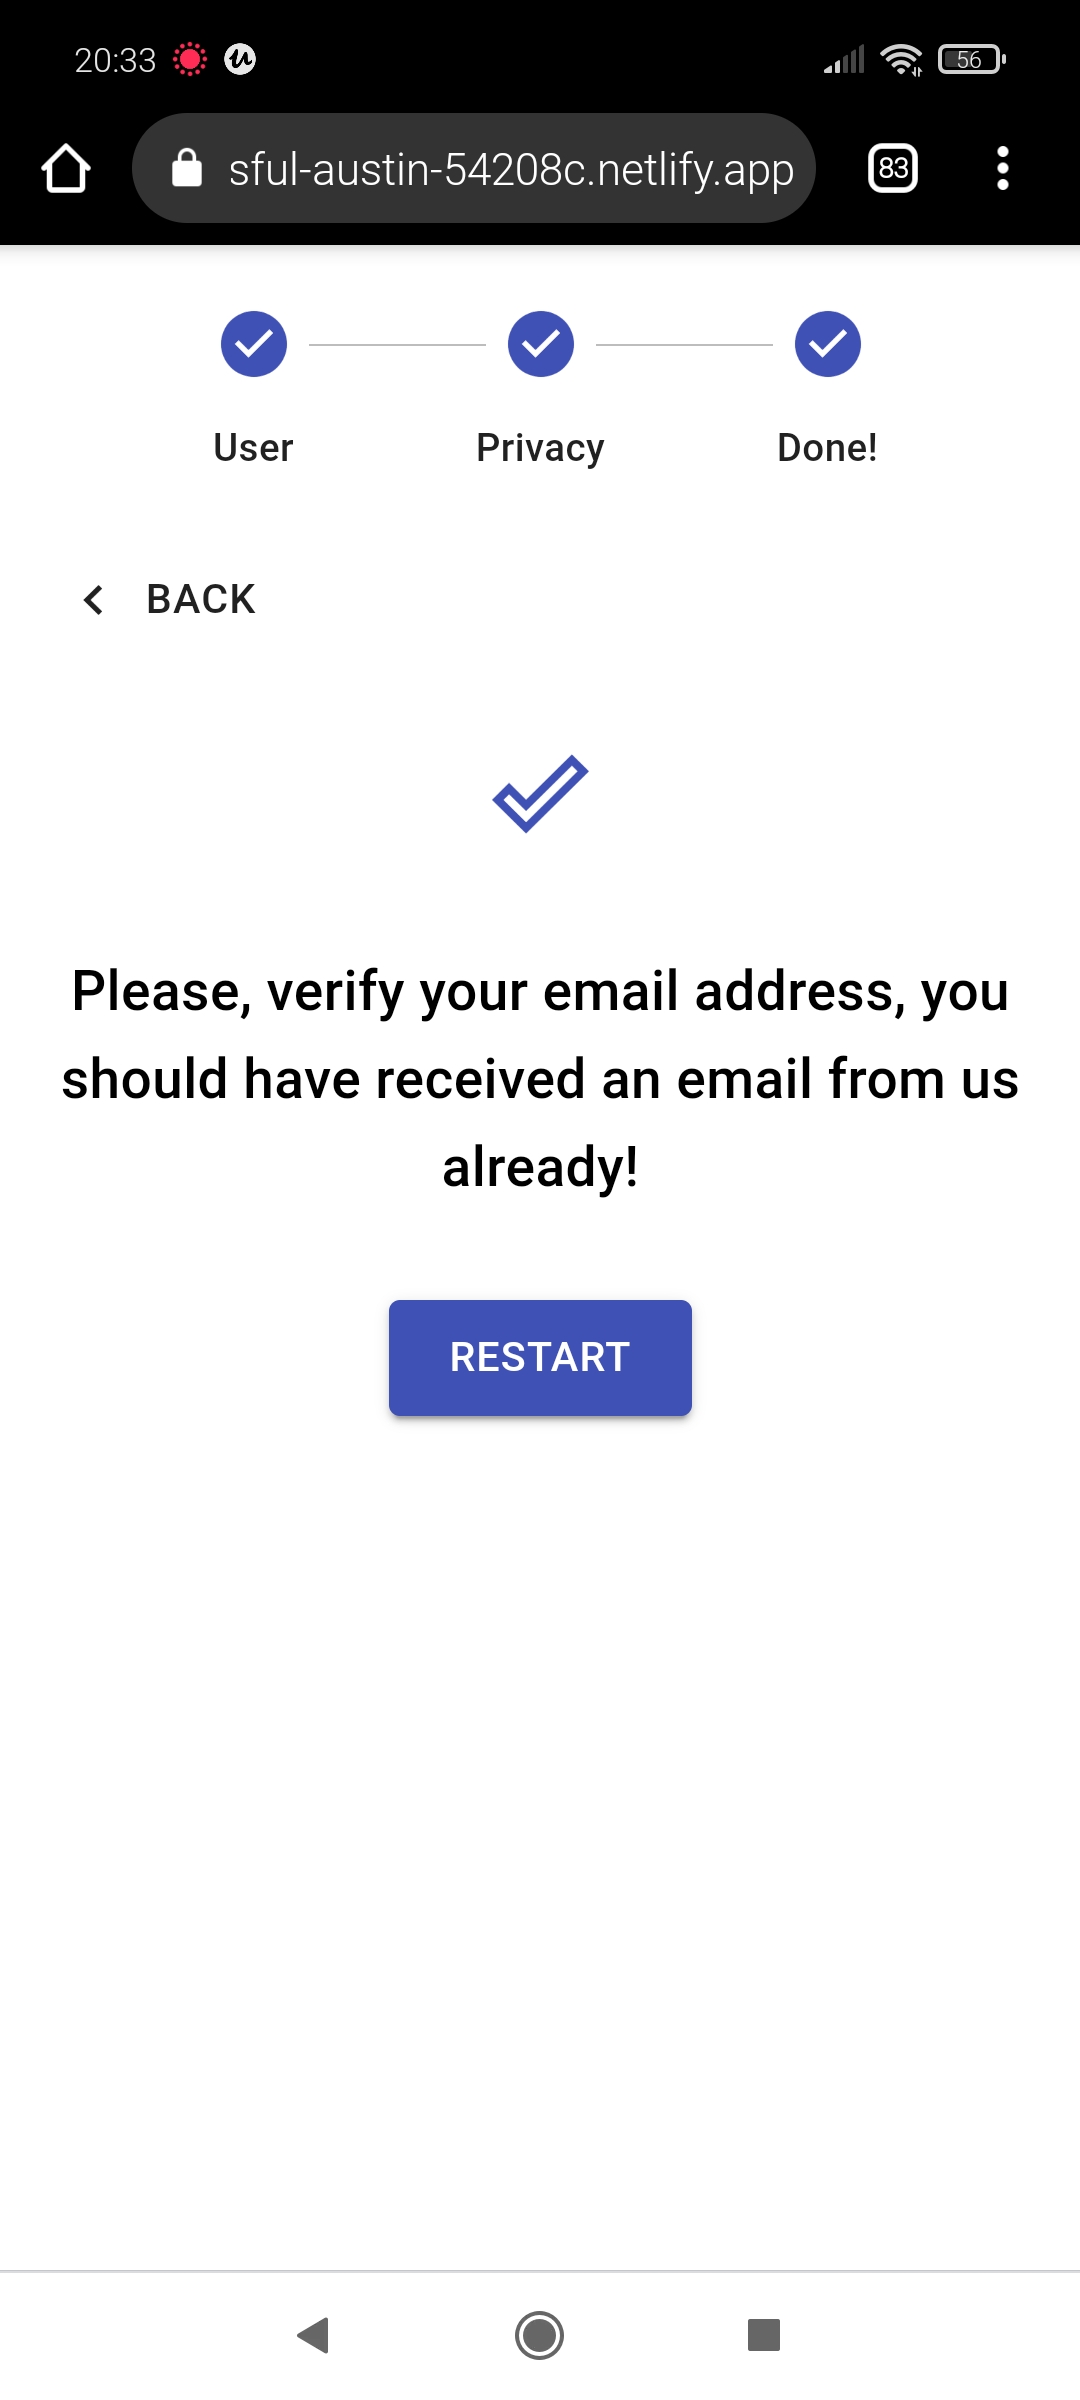 20:33
56
sful-austin-54208c.netlify.app
83
User
Privacy
Done!
BACK
Please, verify your email address, you
should have received an email from us
already!
RESTART